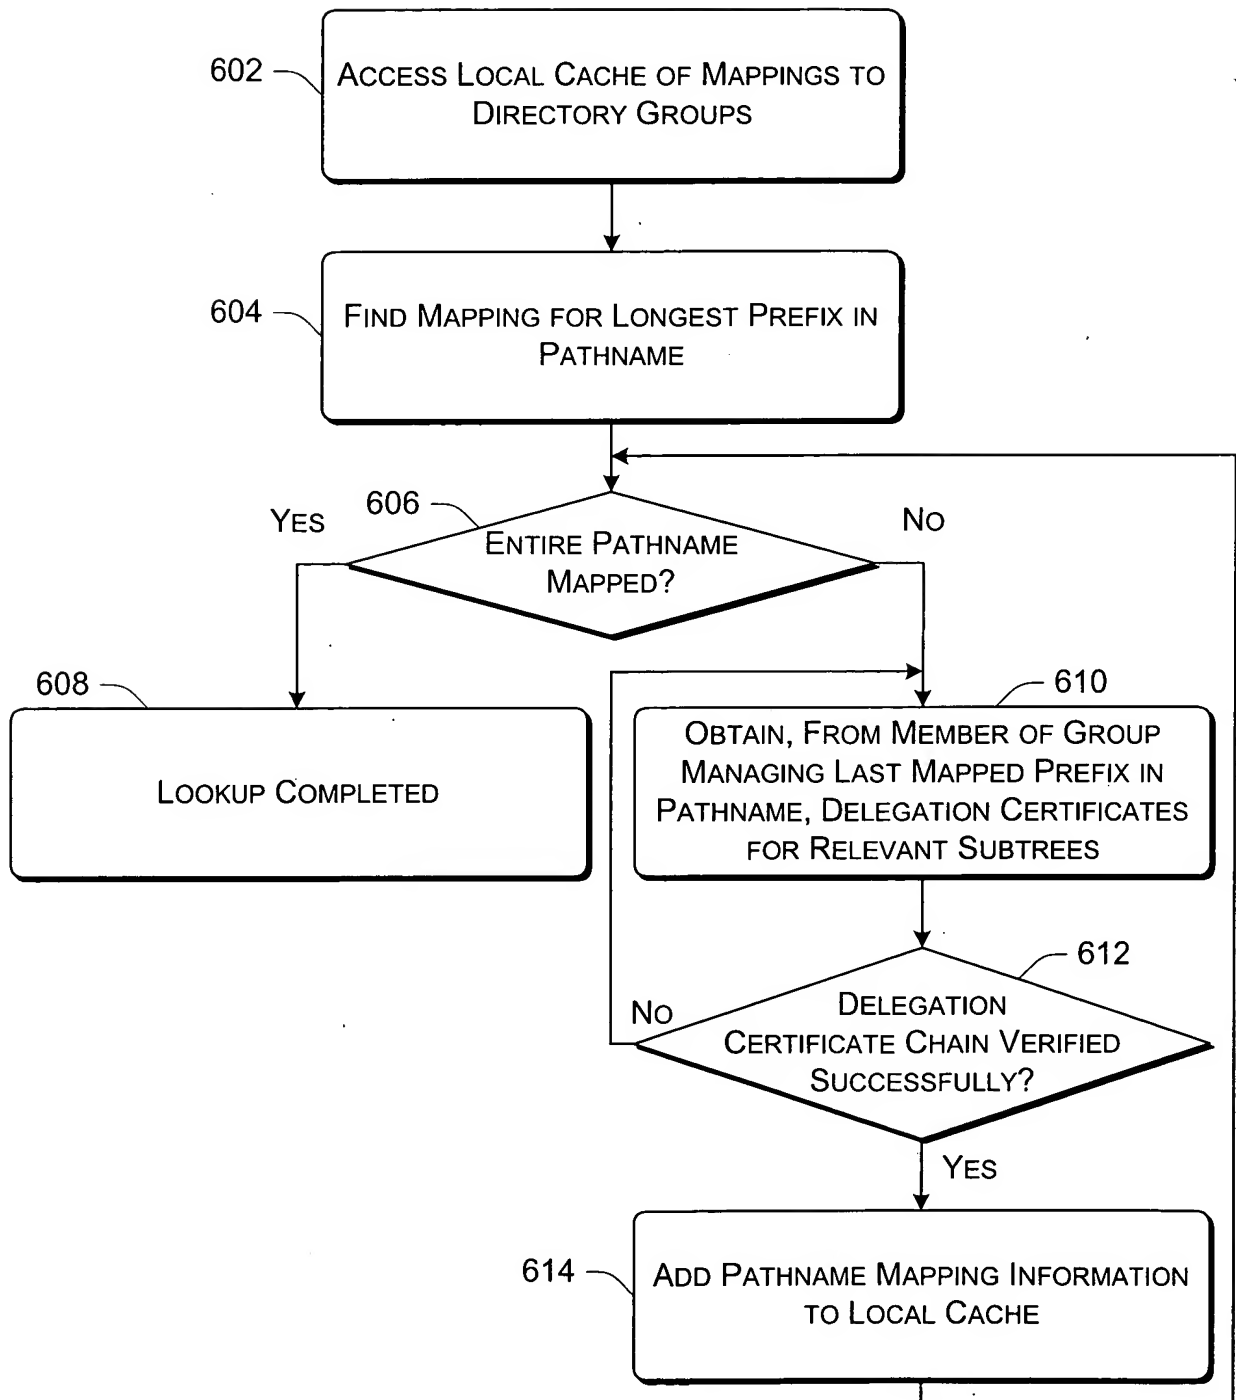 602
ACCESS LOCAL CACHE OF MAPPINGS TO
DIRECTORY GROUPS
604
FIND MAPPING FOR LONGEST PREFIX IN
PATHNAME
YES
606
NO
ENTIRE PATHNAME
MAPPED?
608
LOOKUP COMPLETED
610
OBTAIN, FROM MEMBER OF GROUP
MANAGING LAST MAPPED PREFIX IN
PATHNAME, DELEGATION CERTIFICATES
FOR RELEVANT SUBTREES
612
NO
DELEGATION
CERTIFICATE CHAIN VERIFIED
SUCCESSFULLY?
YES
614
ADD PATHNAME MAPPING INFORMATION
TO LOCAL CACHE